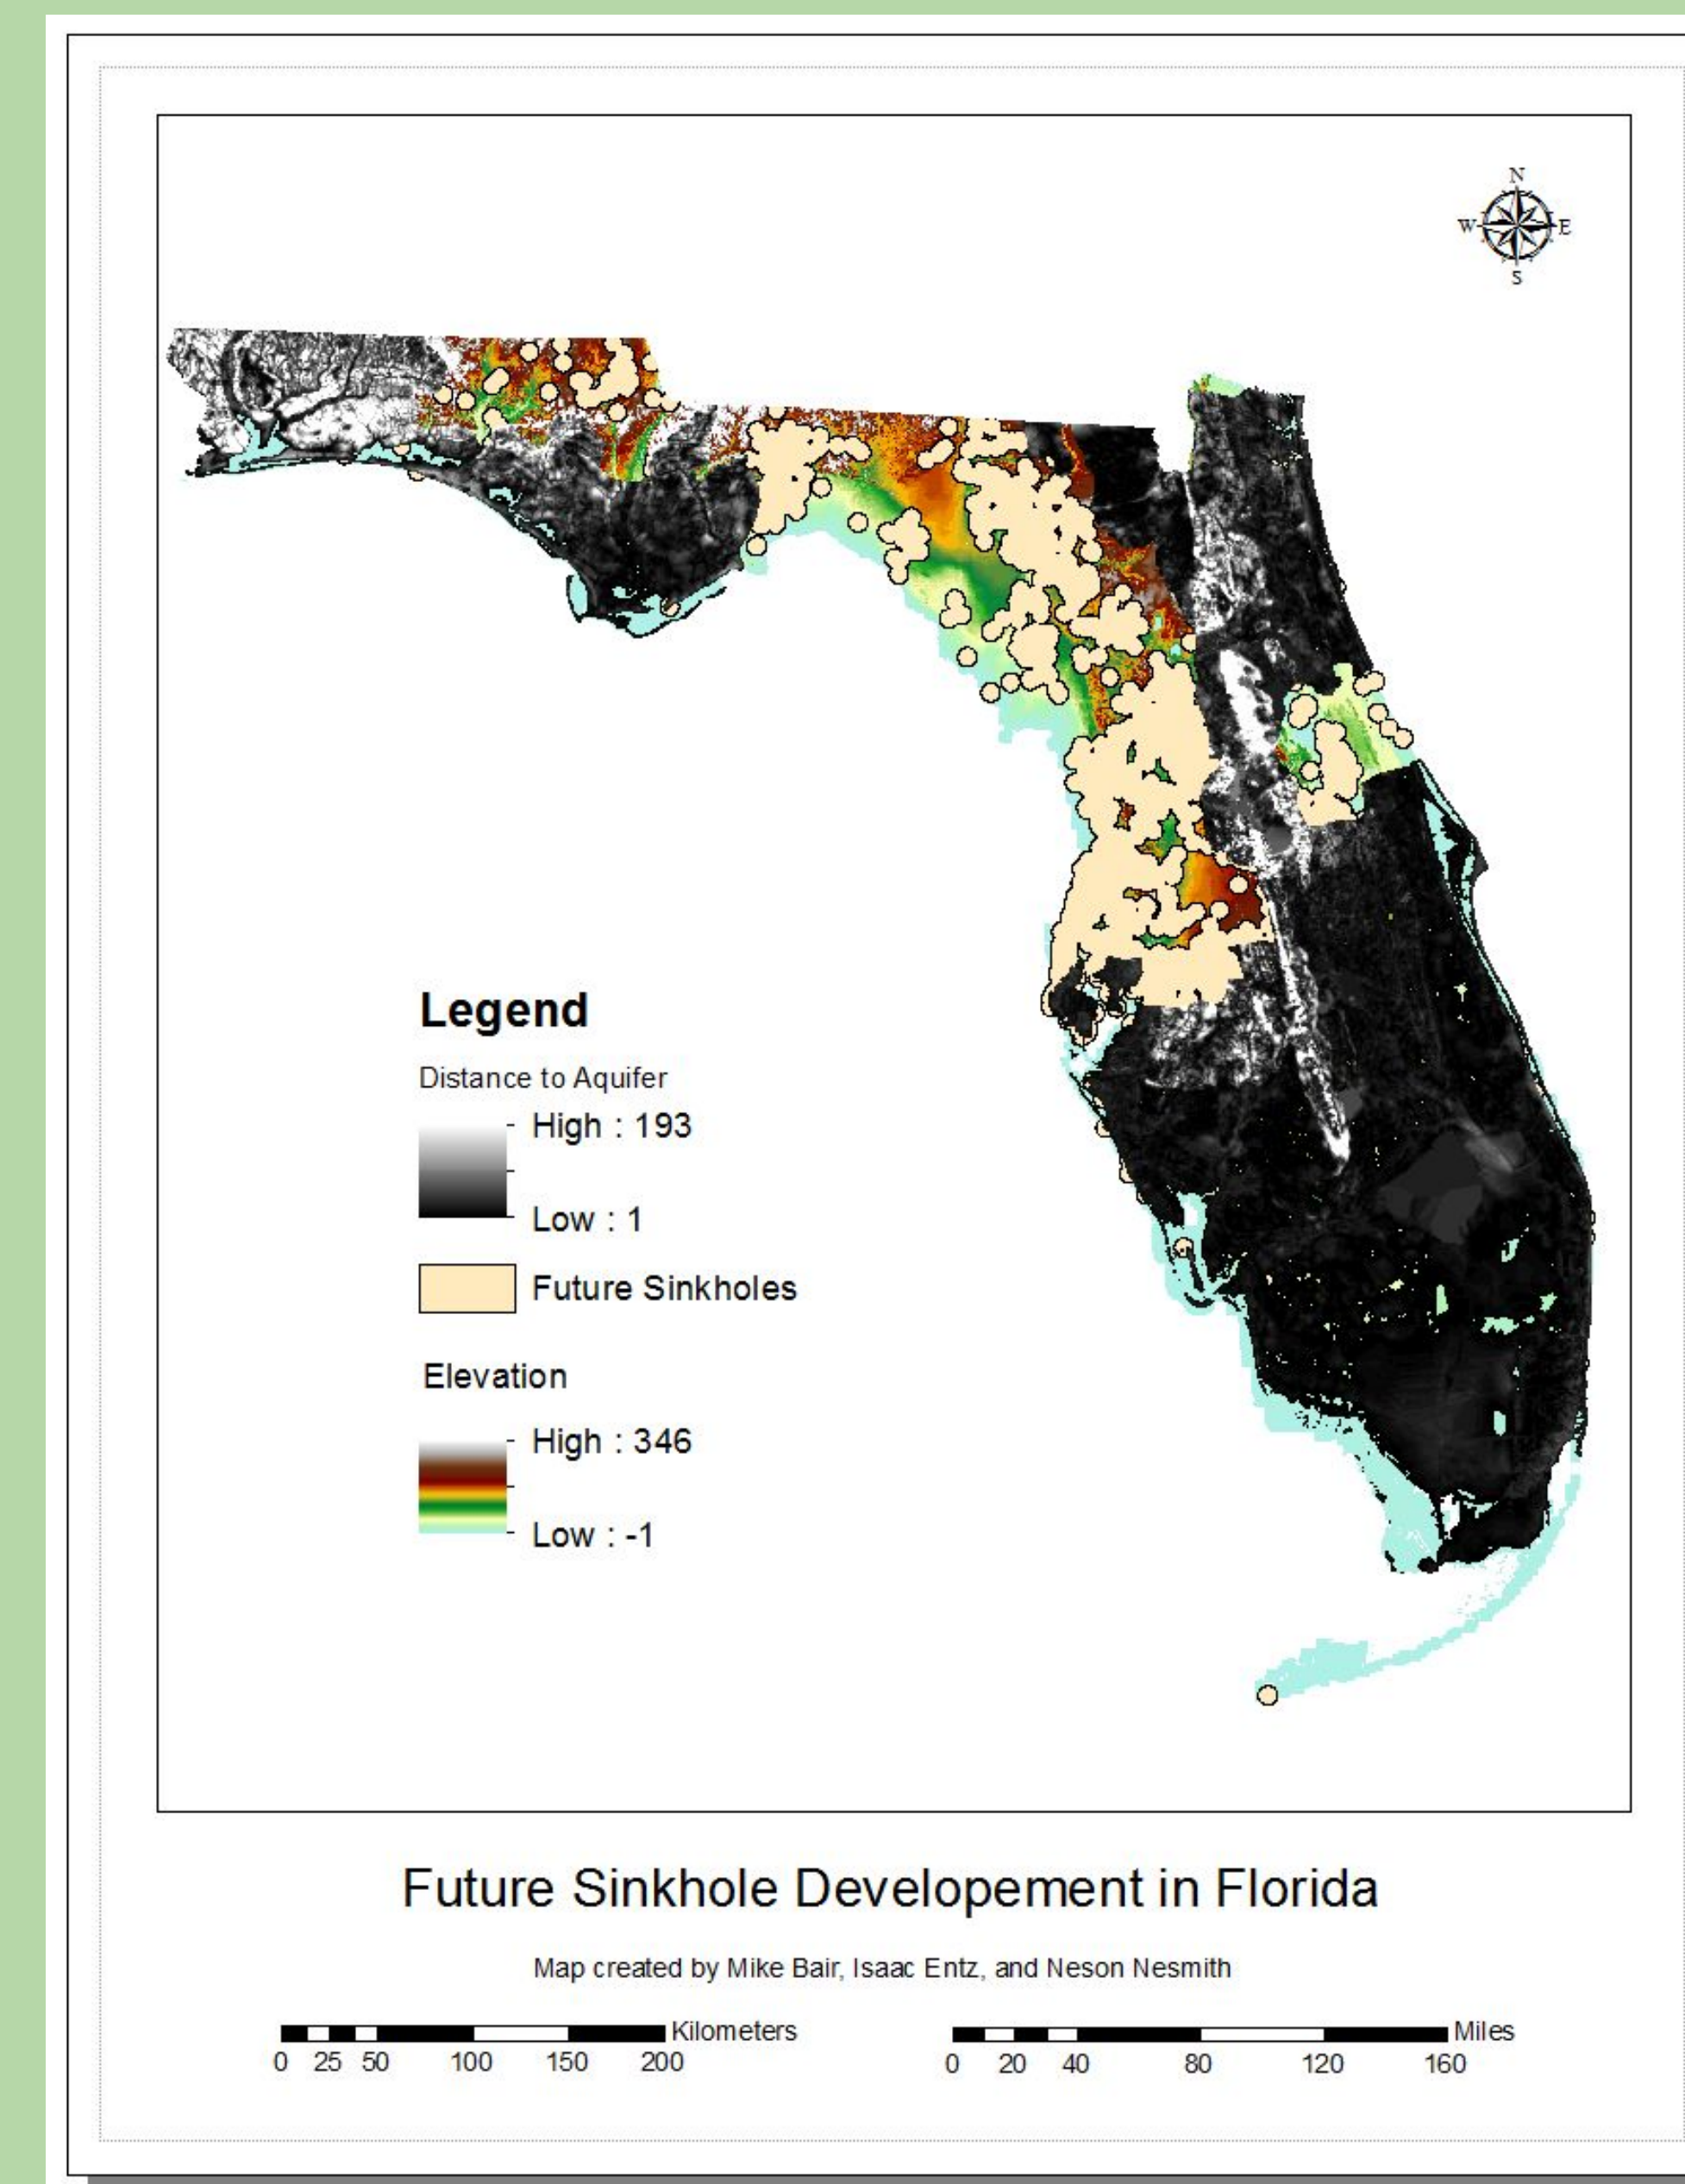 N
W E
S
Legend
Distance to Aquifer
High : 193
Low : 1
Future Sinkholes
Elevation
High : 346
Low : -1
Future Sinkhole Developement in Florida
Map created by Mike Bair, Isaac Entz, and Neson Nesmith
Kilometers
0 25 50 100 150 200
Miles
0 20 40 80 120 160